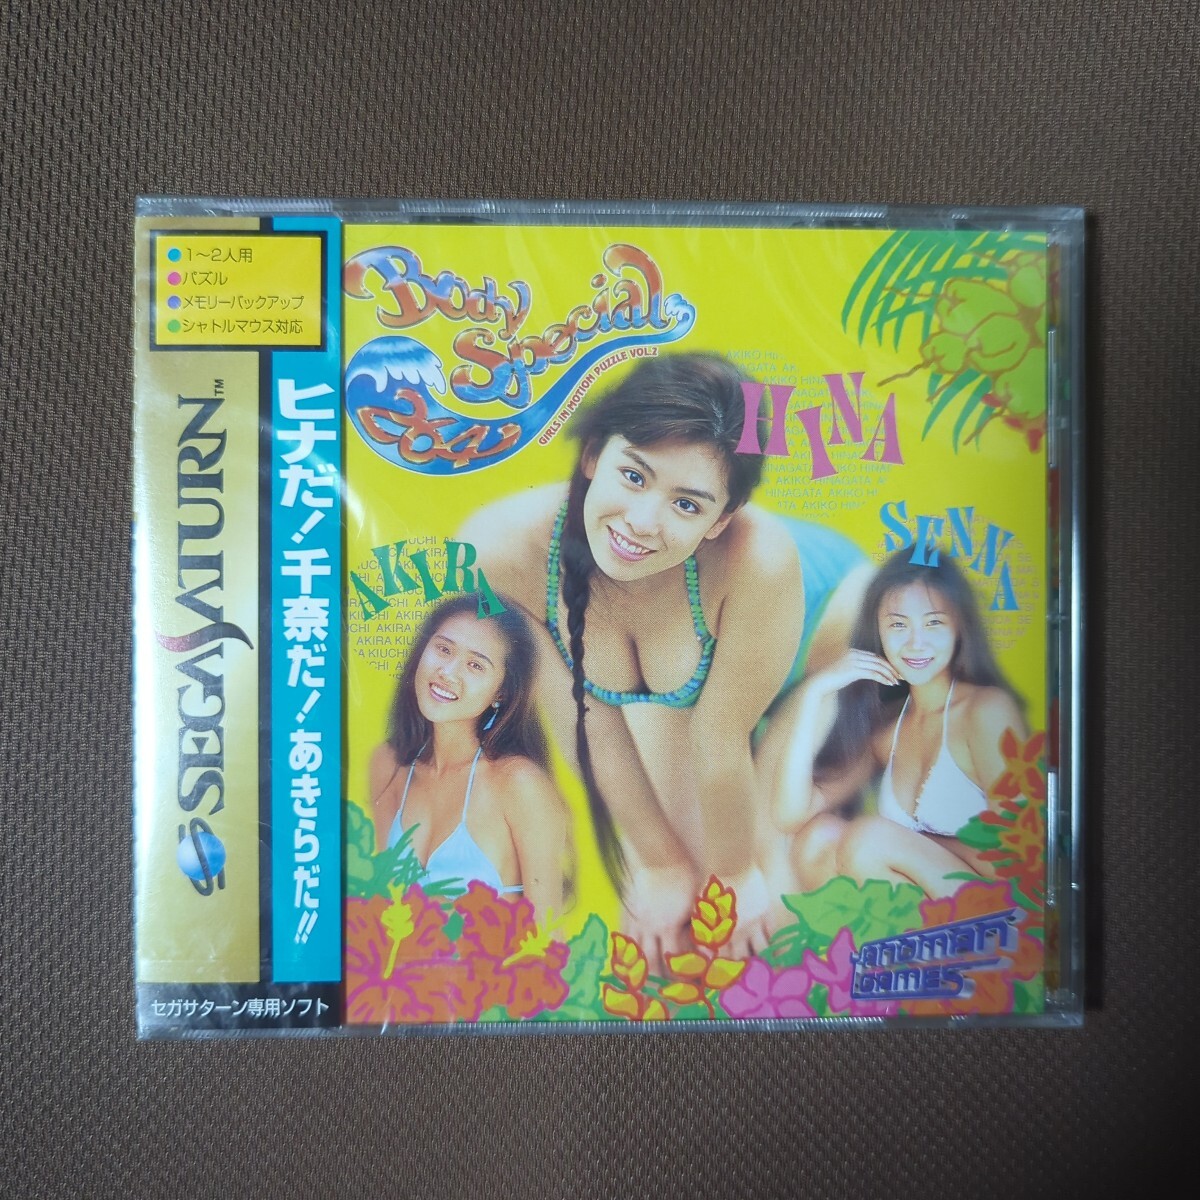 1〜2人用
パズル
メモリーバックアップ
シャトルマウス対応
SEGA SATURN™
ヒナだ!千奈だ!あきらだ!!
セガサターン専用ソフト
Body
Special
264
GIRLS IN MOTION PUZZLE VOL.2
HINA
SENNA
AKIRA
yanoman
games